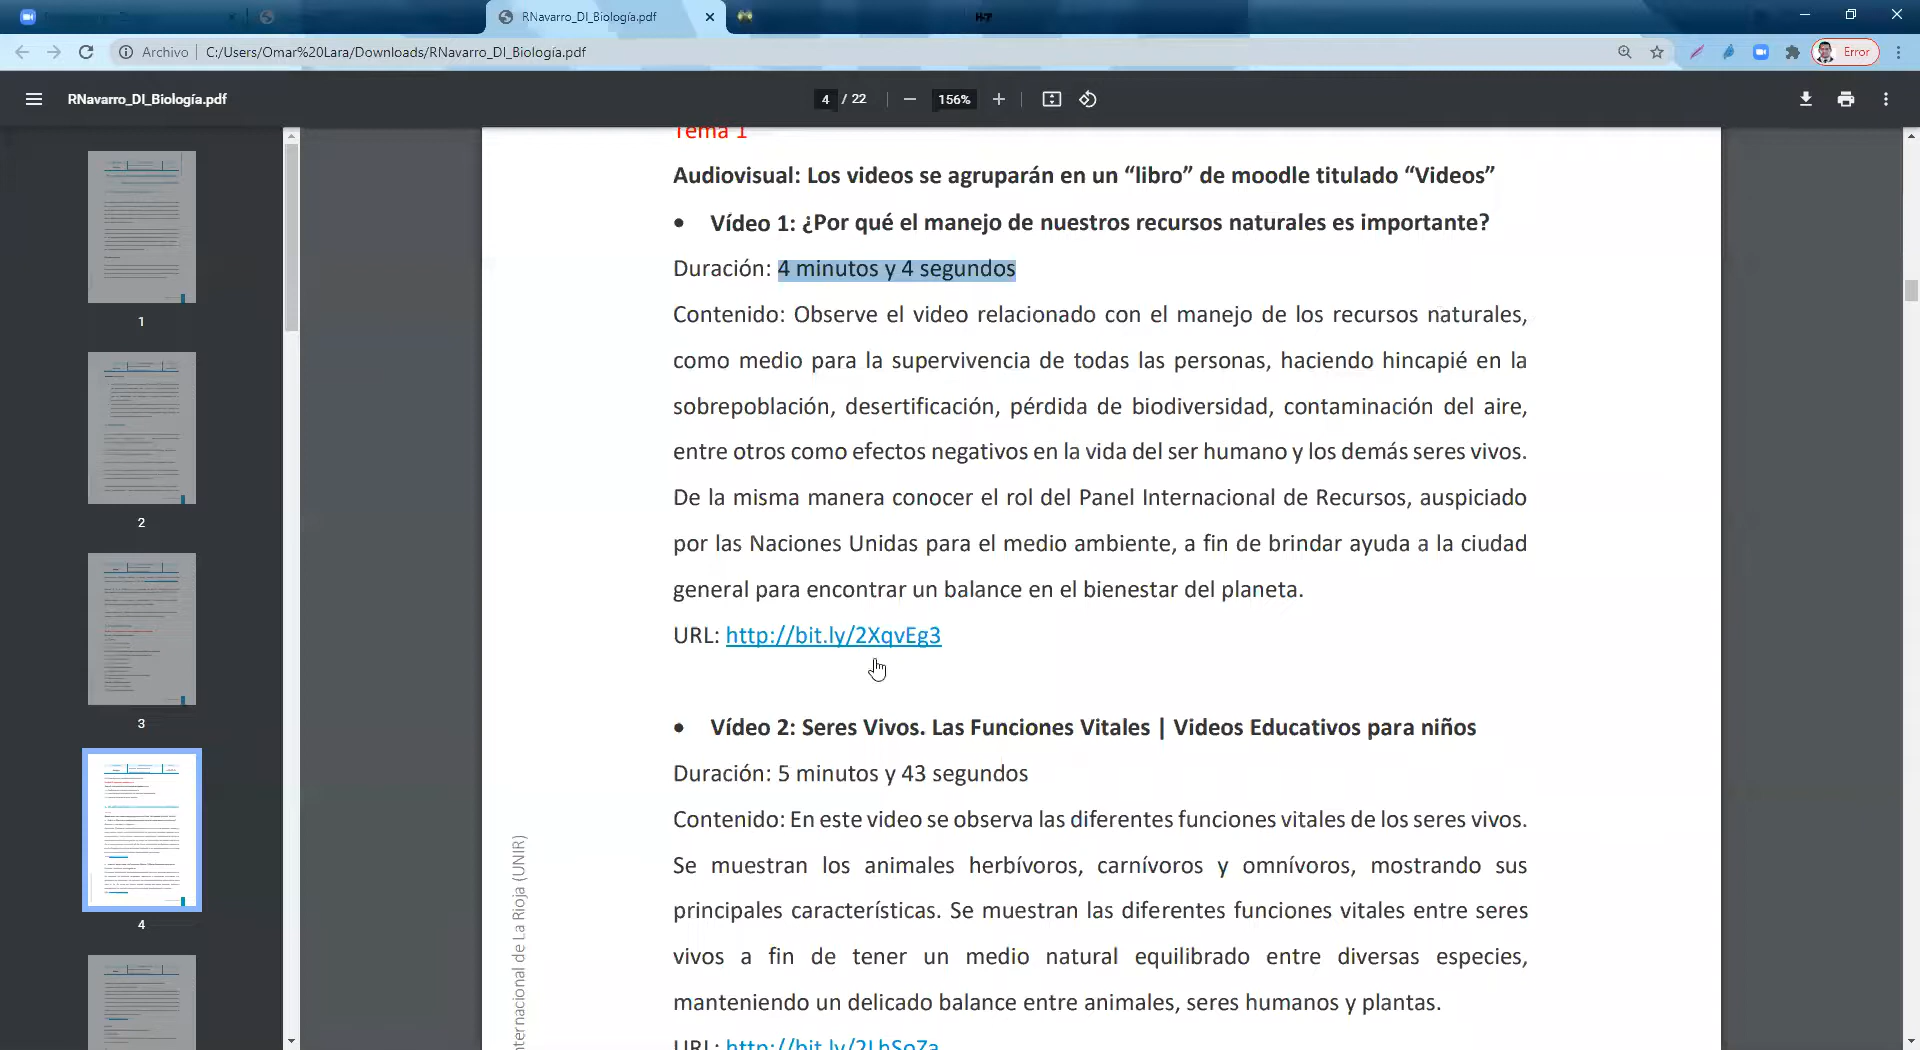 RNavarro_DI_Biología.pdf
Archivo
C:/Users/Omar%20Lara/Downloads/RNavarro_DI_Biología.pdf
Error
RNavarro_DI_Biología.pdf
4 / 22
156%
1
2
3
4
Tema 1
Audiovisual: Los videos se agruparán en un “libro” de moodle titulado “Videos”
• Vídeo 1: ¿Por qué el manejo de nuestros recursos naturales es importante?
Duración: 4 minutos y 4 segundos
Contenido: Observe el video relacionado con el manejo de los recursos naturales,
como medio para la supervivencia de todas las personas, haciendo hincapié en la
sobrepoblación, desertificación, pérdida de biodiversidad, contaminación del aire,
entre otros como efectos negativos en la vida del ser humano y los demás seres vivos.
De la misma manera conocer el rol del Panel Internacional de Recursos, auspiciado
por las Naciones Unidas para el medio ambiente, a fin de brindar ayuda a la ciudad
general para encontrar un balance en el bienestar del planeta.
URL: http://bit.ly/2XqvEg3
• Vídeo 2: Seres Vivos. Las Funciones Vitales | Videos Educativos para niños
Duración: 5 minutos y 43 segundos
Contenido: En este video se observa las diferentes funciones vitales de los seres vivos.
Se muestran los animales herbívoros, carnívoros y omnívoros, mostrando sus
principales características. Se muestran las diferentes funciones vitales entre seres
vivos a fin de tener un medio natural equilibrado entre diversas especies,
manteniendo un delicado balance entre animales, seres humanos y plantas.
URL: http://bit.ly/2LhSoZa
nternacional de La Rioja (UNIR)